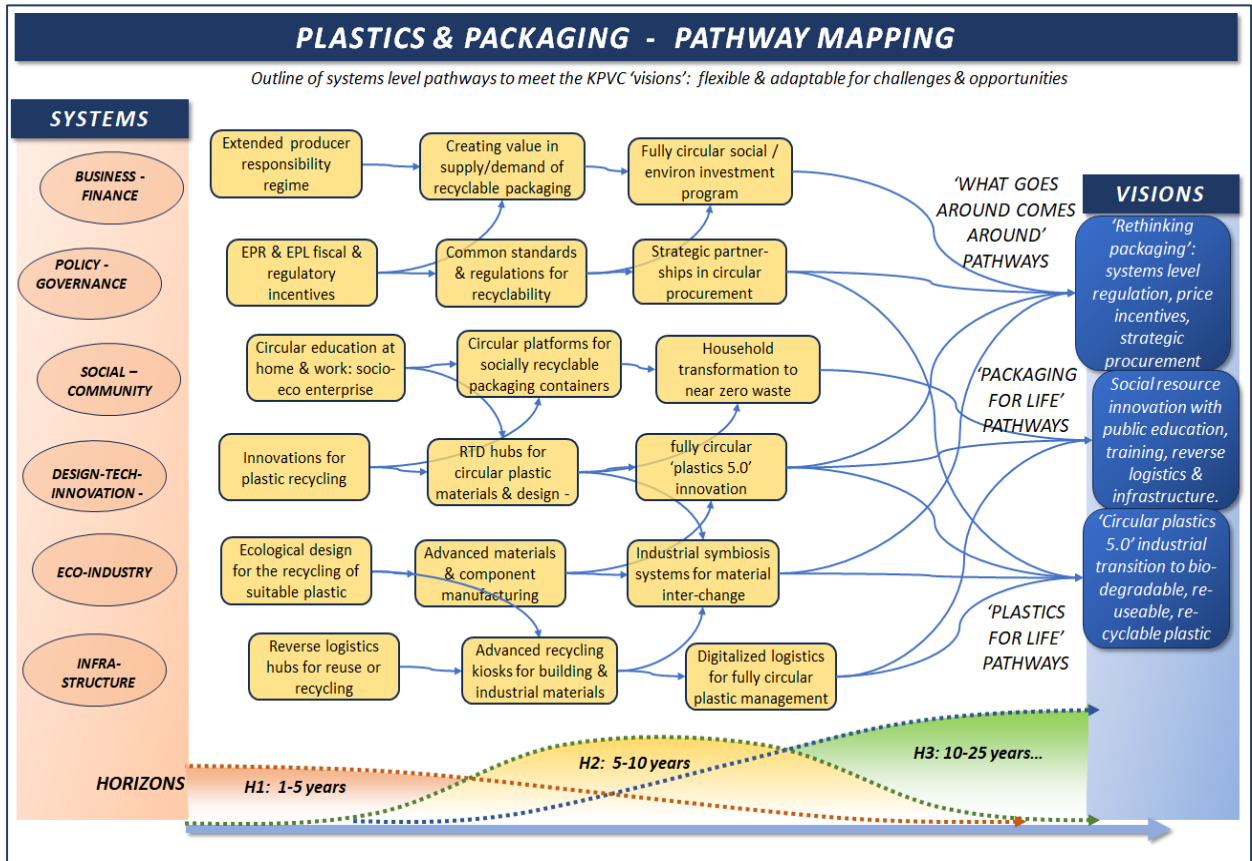 PLASTICS & PACKAGING - PATHWAY MAPPING
Outline of systems level pathways to meet the KPVC ‘visions’: flexible & adaptable for challenges & opportunities
SYSTEMS
BUSINESS -
FINANCE
Extended producer
responsibility
regime
Creating value in
supply/demand of
recyclable packaging
Fully circular social /
environ investment
program
POLICY -
GOVERNANCE
EPR & EPL fiscal &
regulatory
incentives
Common standards
& regulations for
recyclability
Strategic partner-
ships in circular
procurement
SOCIAL –
COMMUNITY
Circular education at
home & work: socio-
eco enterprise
Circular platforms for
socially recyclable
packaging containers
Household
transformation to
near zero waste
DESIGN-TECH-
INNOVATION -
Innovations for
plastic recycling
RTD hubs for
circular plastic
materials & design -
fully circular
‘plastics 5.0’
innovation
ECO-INDUSTRY
Ecological design
for the recycling of
suitable plastic
Advanced materials
& component
manufacturing
Industrial symbiosis
systems for material
inter-change
INFRA-
STRUCTURE
Reverse logistics
hubs for reuse or
recycling
Advanced recycling
kiosks for building &
industrial materials
Digitalized logistics
for fully circular
plastic management
‘WHAT GOES
AROUND COMES
AROUND’
PATHWAYS
‘PACKAGING
FOR LIFE’
PATHWAYS
‘PLASTICS
FOR LIFE’
PATHWAYS
VISIONS
‘Rethinking
packaging’:
systems level
regulation, price
incentives,
strategic
procurement
Social resource
innovation with
public education,
training, reverse
logistics &
infrastructure.
‘Circular plastics
5.0’ industrial
transition to bio-
degradable, re-
useable, re-
cyclable plastic
HORIZONS
H1: 1-5 years
H2: 5-10 years
H3: 10-25 years...